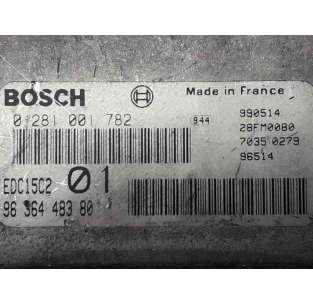 BOSCH Made in France
0 281 001 782 944 990514
28FM0080
7035 0279
96514
EDC15C2 01
96 364 483 80